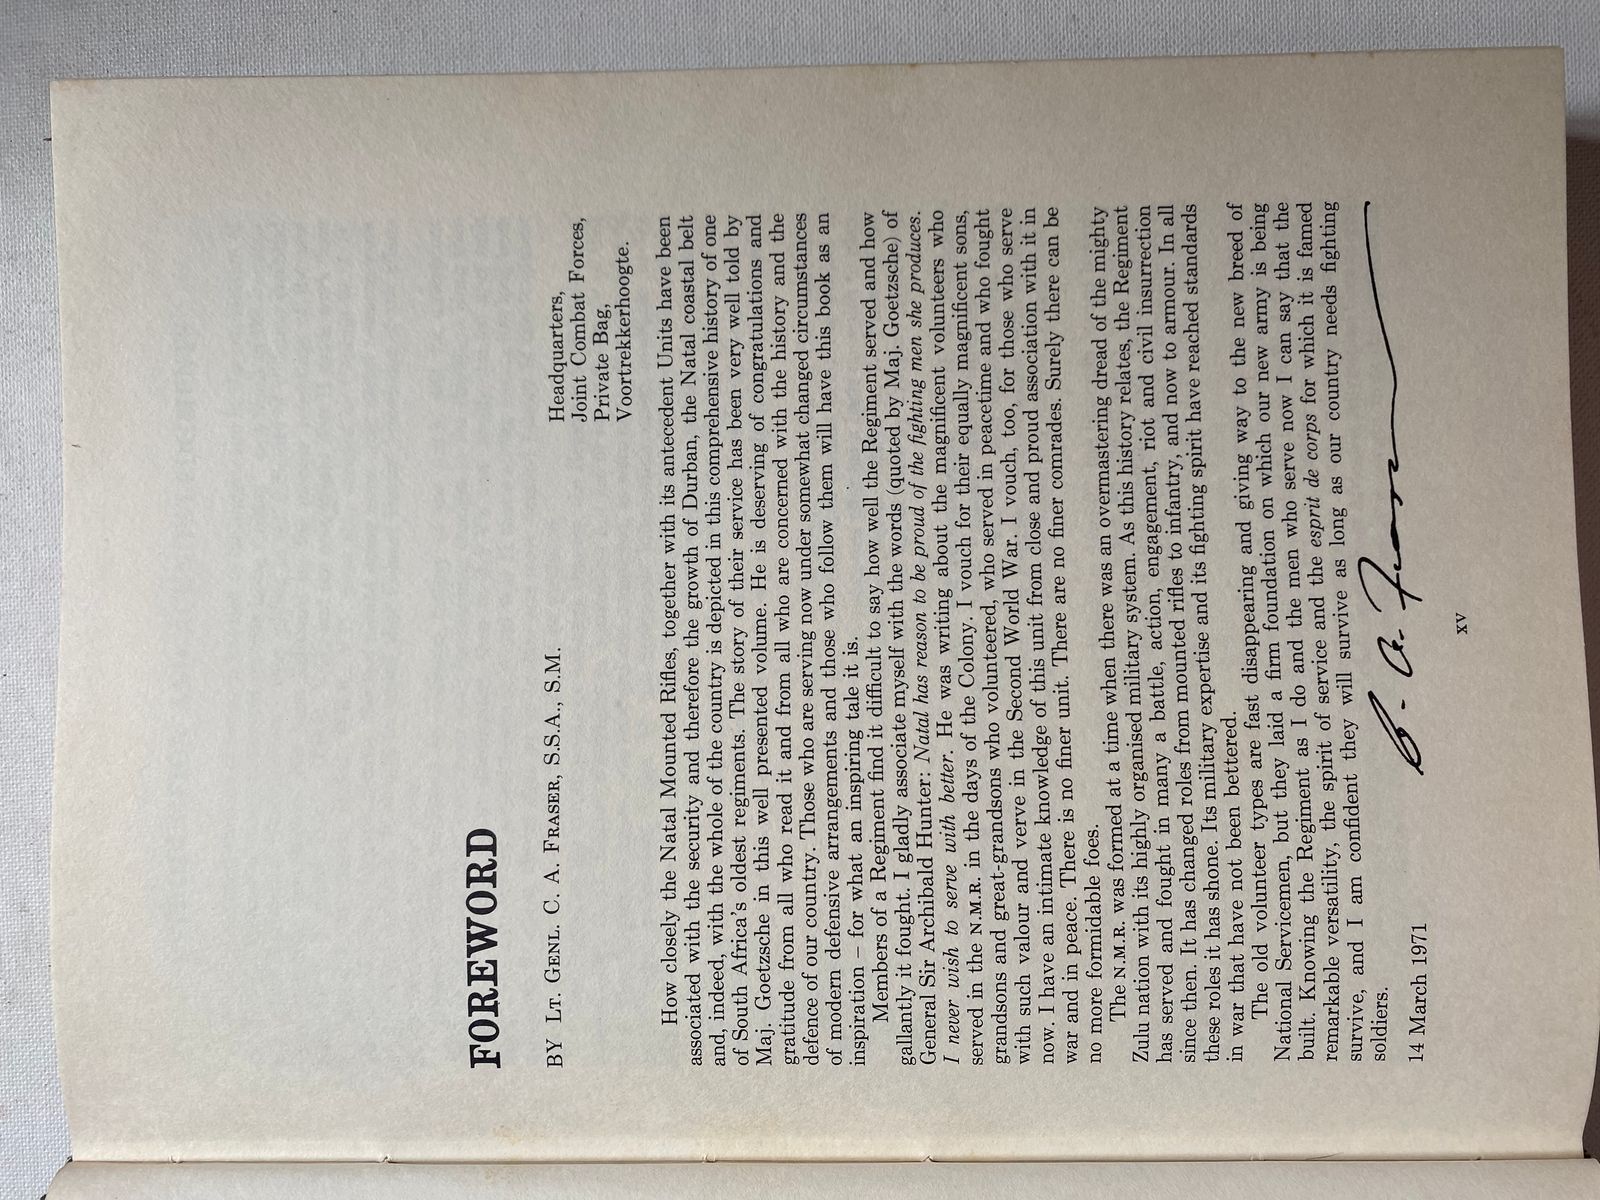 FOREWORD
BY LT. GENL. C. A. FRASER, S.S.A., S.M.
Headquarters,
Joint Combat Forces,
Private Bag,
Voortrekkerhoogte.
How closely the Natal Mounted Rifles, together with its antecedent Units have been
associated with the security and therefore the growth of Durban, the Natal coastal belt
and, indeed, with the whole of the country is depicted in this comprehensive history of one
of South Africa's oldest regiments. The story of their service has been very well told by
Maj. Goetzsche in this well presented volume. He is deserving of congratulations and
gratitude from all who read it and from all who are concerned with the history and the
defence of our country. Those who are serving now under somewhat changed circumstances
of modern defensive arrangements and those who follow them will have this book as an
inspiration – for what an inspiring tale it is.
Members of a Regiment find it difficult to say how well the Regiment served and how
gallantly it fought. I gladly associate myself with the words (quoted by Maj. Goetzsche) of
General Sir Archibald Hunter: Natal has reason to be proud of the fighting men she produces.
I never wish to serve with better. He was writing about the magnificent volunteers who
served in the N.M.R. in the days of the Colony. I vouch for their equally magnificent sons,
grandsons and great-grandsons who volunteered, who served in peacetime and who fought
with such valour and verve in the Second World War. I vouch, too, for those who serve
now. I have an intimate knowledge of this unit from close and proud association with it in
war and in peace. There is no finer unit. There are no finer comrades. Surely there can be
no more formidable foes.
The N.M.R. was formed at a time when there was an overmastering dread of the mighty
Zulu nation with its highly organised military system. As this history relates, the Regiment
has served and fought in many a battle, action, engagement, riot and civil insurrection
since then. It has changed roles from mounted rifles to infantry, and now to armour. In all
these roles it has shone. Its military expertise and its fighting spirit have reached standards
in war that have not been bettered.
The old volunteer types are fast disappearing and giving way to the new breed of
National Servicemen, but they laid a firm foundation on which our new army is being
built. Knowing the Regiment as I do and the men who serve now I can say that the
remarkable versatility, the spirit of service and the esprit de corps for which it is famed
survive, and I am confident they will survive as long as our country needs fighting
soldiers.
14 March 1971
C. A. Fraser
xv